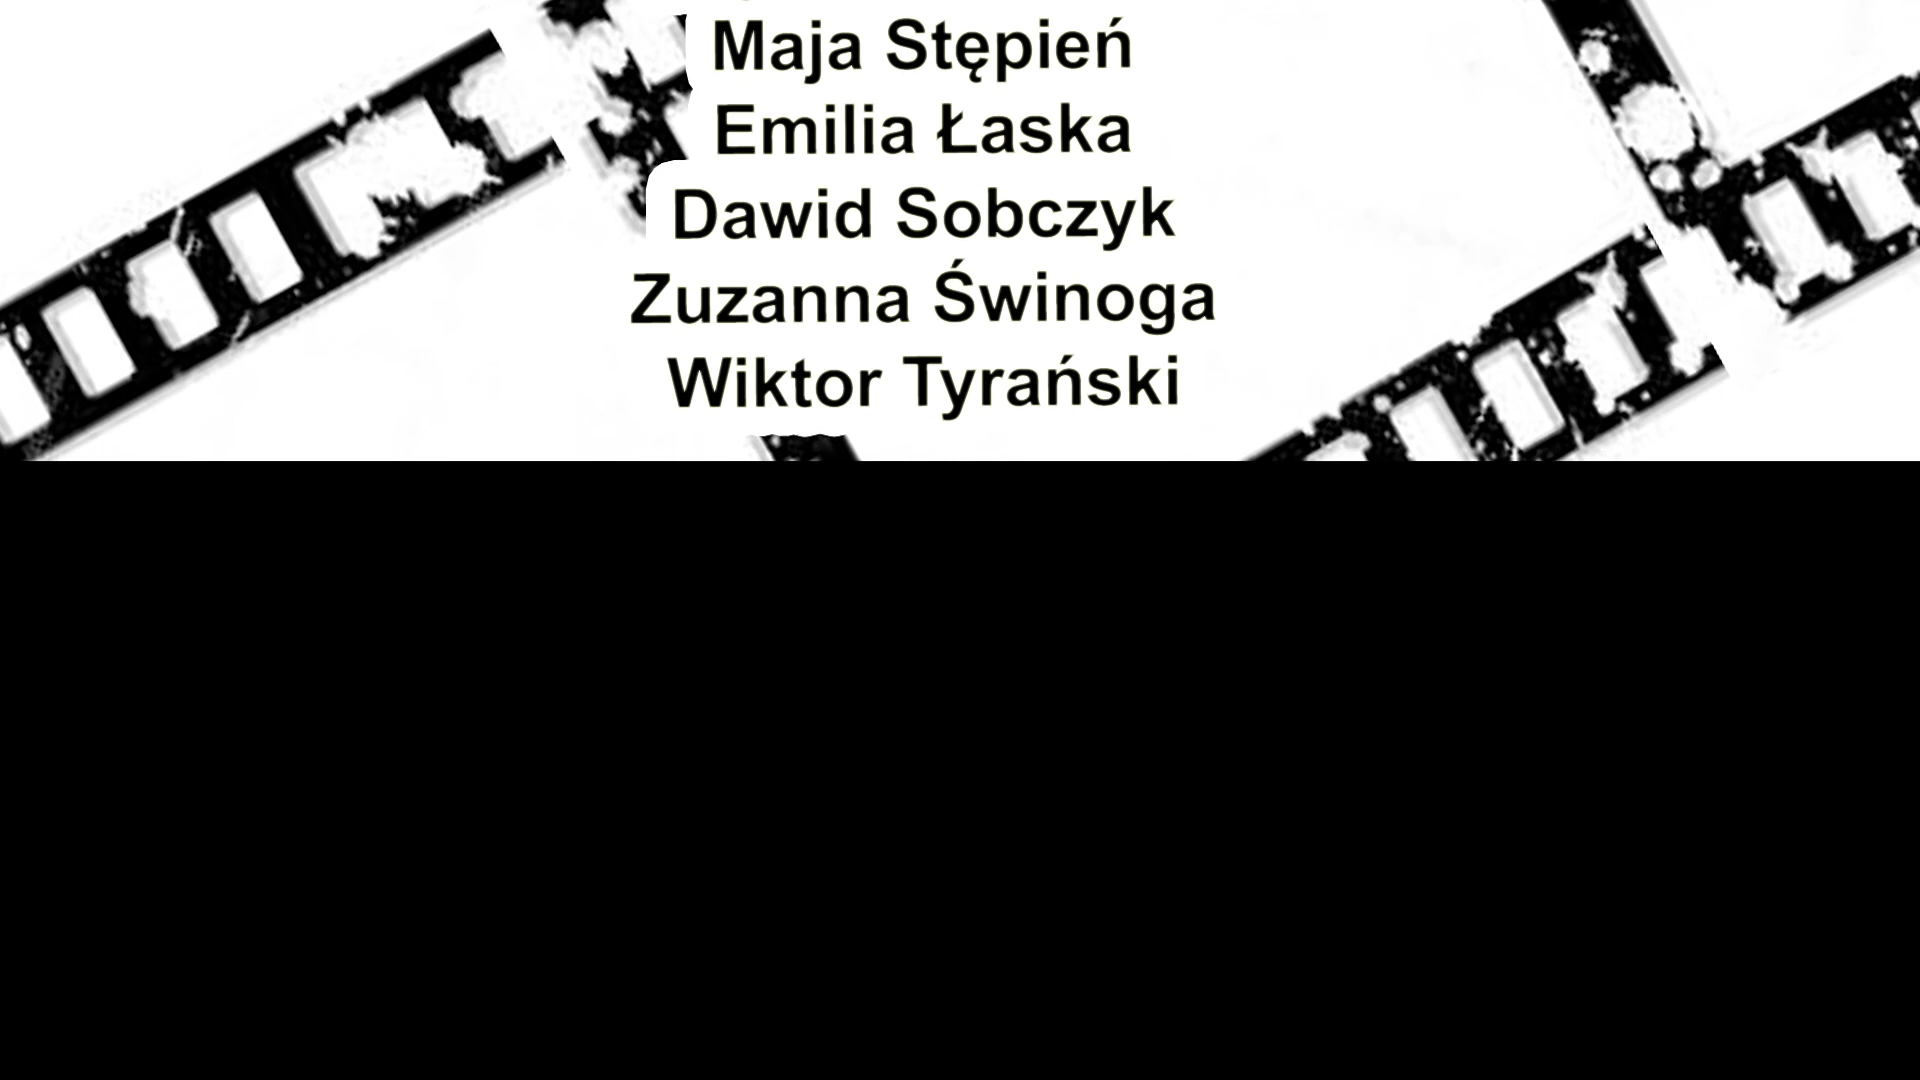 Maja Stępień
Emilia Łaska
Dawid Sobczyk
Zuzanna Świnoga
Wiktor Tyrański